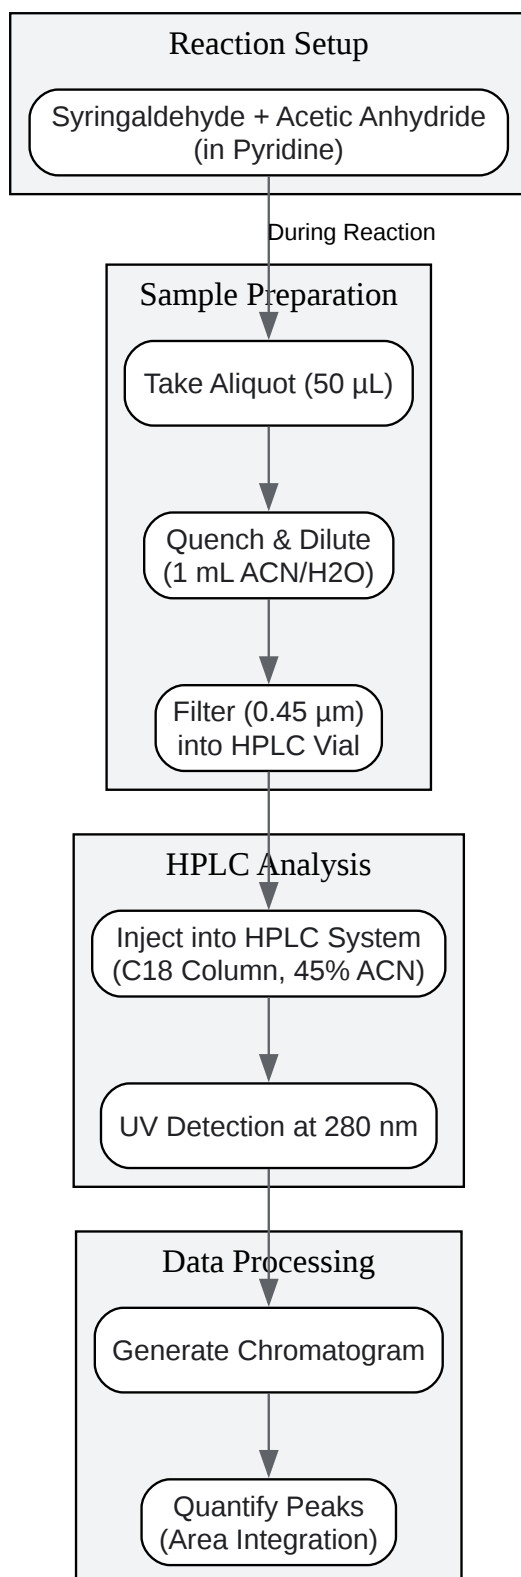 Reaction Setup
Syringaldehyde + Acetic Anhydride
(in Pyridine)
During Reaction
Sample Preparation
Take Aliquot (50 µL)
Quench & Dilute
(1 mL ACN/H2O)
Filter (0.45 µm)
into HPLC Vial
HPLC Analysis
Inject into HPLC System
(C18 Column, 45% ACN)
UV Detection at 280 nm
Data Processing
Generate Chromatogram
Quantify Peaks
(Area Integration)